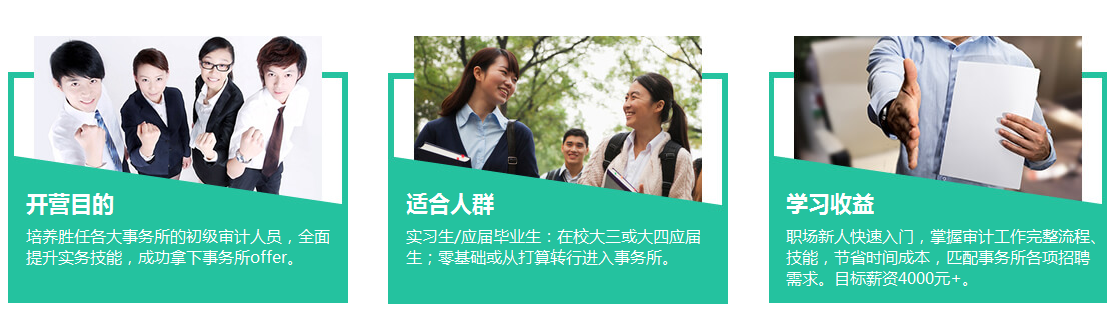 开营目的
培养胜任各大事务所的初级审计人员，全面
提升实务技能，成功拿下事务所offer。
适合人群
实习生/应届毕业生：在校大三或大四应届
生；零基础或从打算转行进入事务所。
学习收益
职场新人快速入门，掌握审计工作完整流程、
技能，节省时间成本，匹配事务所各项招聘
需求。目标薪资4000元+。